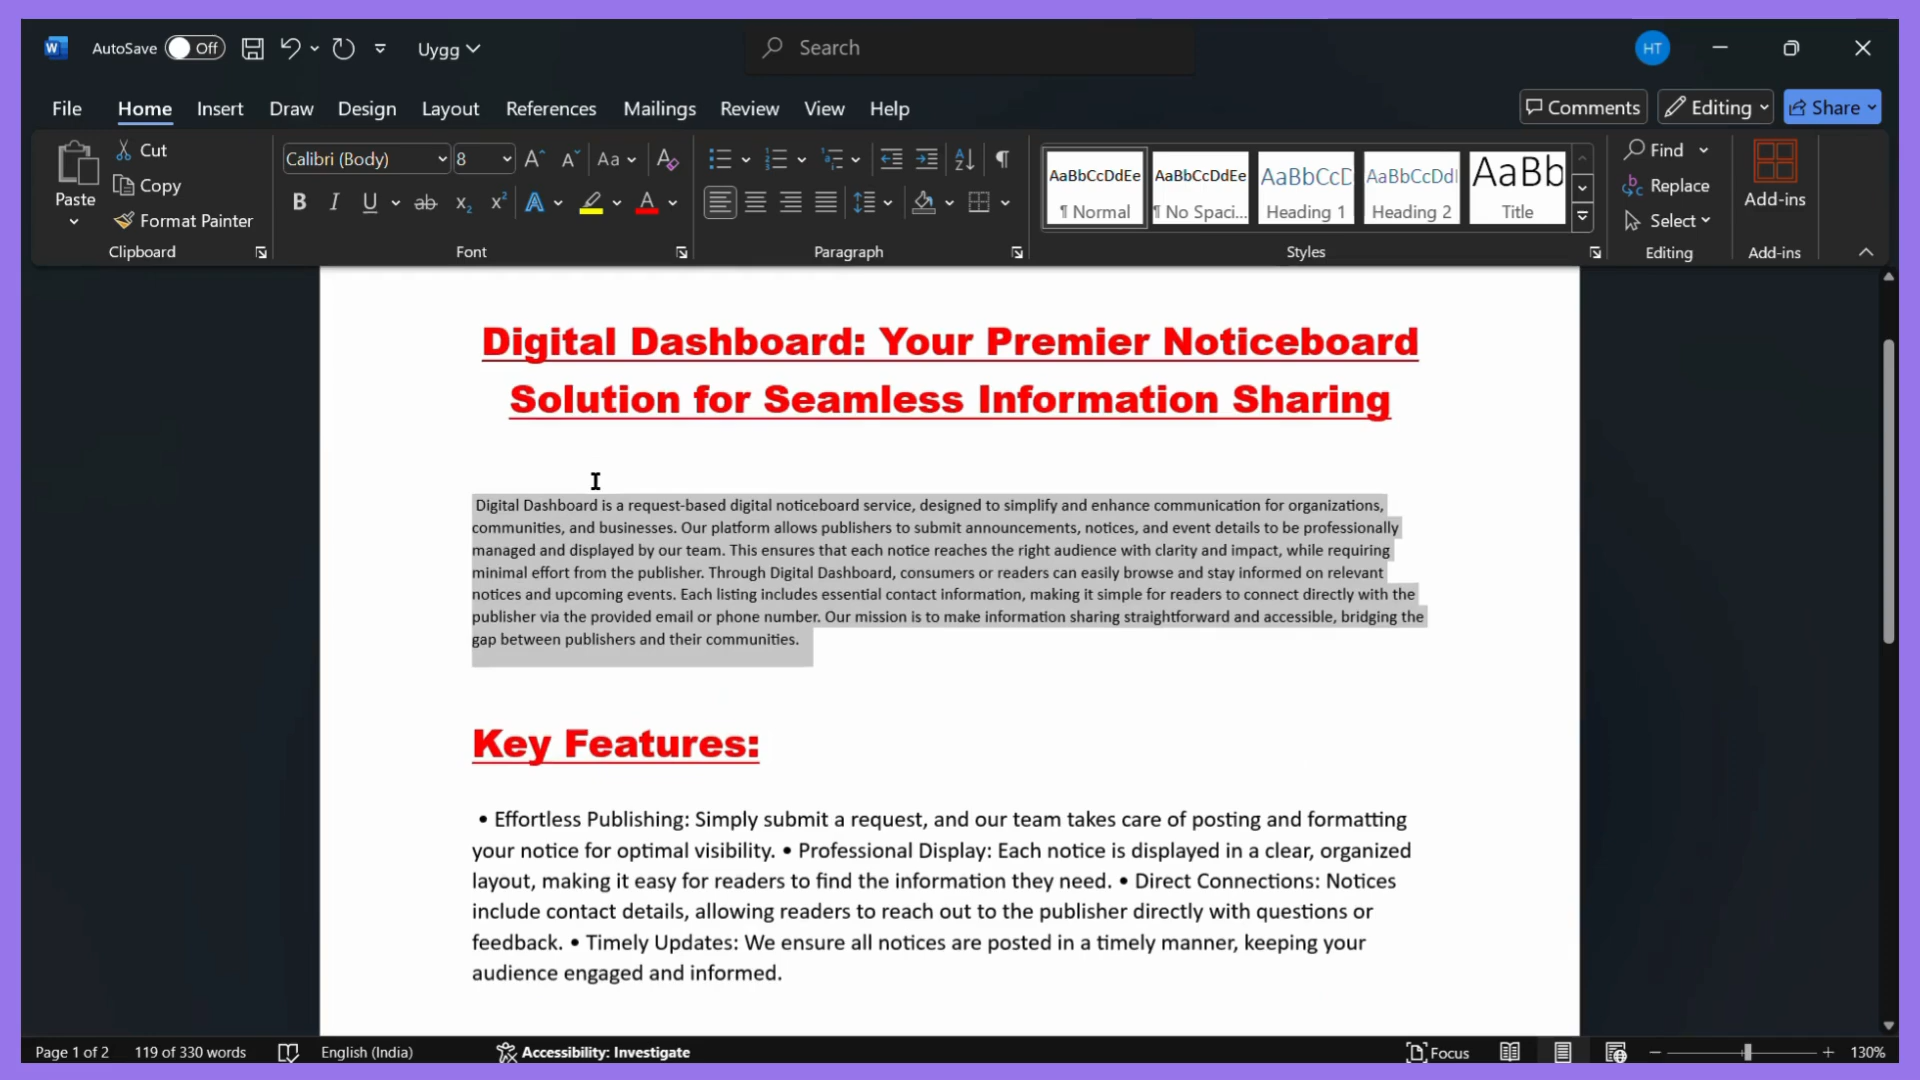 AutoSave Off Uygg Search HT
File Home Insert Draw Design Layout References Mailings Review View Help Comments Editing Share
Paste Cut Copy Format Painter Clipboard
Calibri (Body) 8 Aa B I U ab x₂ x² A A Font
Paragraph
AaBbCcDdEe AaBbCcDdEe AaBbCcD AaBbCcDdI AaBb
¶ Normal ¶ No Spaci... Heading 1 Heading 2 Title
Styles
Find Replace Select Editing
Add-ins
Add-ins
Digital Dashboard: Your Premier Noticeboard
Solution for Seamless Information Sharing
Digital Dashboard is a request-based digital noticeboard service, designed to simplify and enhance communication for organizations,
communities, and businesses. Our platform allows publishers to submit announcements, notices, and event details to be professionally
managed and displayed by our team. This ensures that each notice reaches the right audience with clarity and impact, while requiring
minimal effort from the publisher. Through Digital Dashboard, consumers or readers can easily browse and stay informed on relevant
notices and upcoming events. Each listing includes essential contact information, making it simple for readers to connect directly with the
publisher via the provided email or phone number. Our mission is to make information sharing straightforward and accessible, bridging the
gap between publishers and their communities.
Key Features:
• Effortless Publishing: Simply submit a request, and our team takes care of posting and formatting
your notice for optimal visibility. • Professional Display: Each notice is displayed in a clear, organized
layout, making it easy for readers to find the information they need. • Direct Connections: Notices
include contact details, allowing readers to reach out to the publisher directly with questions or
feedback. • Timely Updates: We ensure all notices are posted in a timely manner, keeping your
audience engaged and informed.
Page 1 of 2 119 of 330 words English (India) Accessibility: Investigate Focus 130%